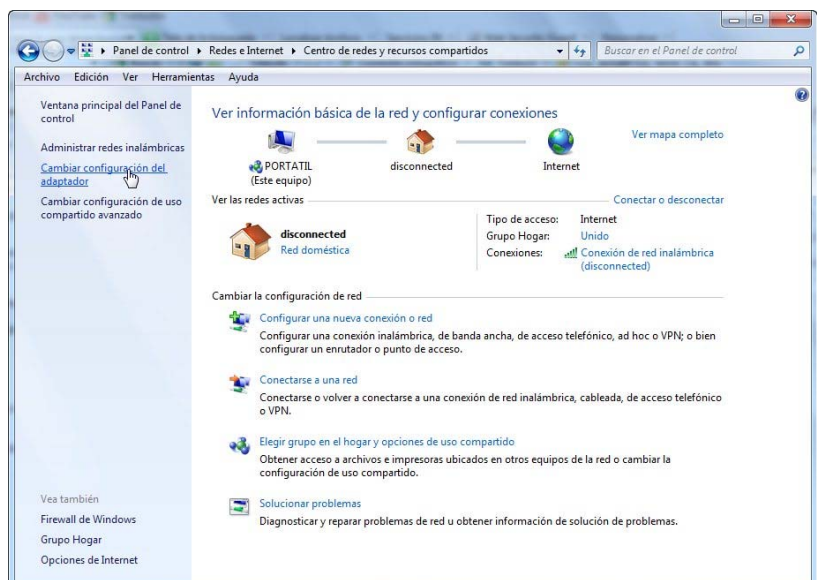 Panel de control ▸ Redes e Internet ▸ Centro de redes y recursos compartidos
Buscar en el Panel de control
Archivo Edición Ver Herramientas Ayuda
Ventana principal del Panel de
control
Administrar redes inalámbricas
Cambiar configuración del
adaptador
Cambiar configuración de uso
compartido avanzado
Vea también
Firewall de Windows
Grupo Hogar
Opciones de Internet
Ver información básica de la red y configurar conexiones
Ver mapa completo
PORTATIL
(Este equipo)
disconnected
Internet
Ver las redes activas
Conectar o desconectar
disconnected
Red doméstica
Tipo de acceso: Internet
Grupo Hogar: Unido
Conexiones: Conexión de red inalámbrica
(disconnected)
Cambiar la configuración de red
Configurar una nueva conexión o red
Configurar una conexión inalámbrica, de banda ancha, de acceso telefónico, ad hoc o VPN; o bien
configurar un enrutador o punto de acceso.
Conectarse a una red
Conectarse o volver a conectarse a una conexión de red inalámbrica, cableada, de acceso telefónico
o VPN.
Elegir grupo en el hogar y opciones de uso compartido
Obtener acceso a archivos e impresoras ubicados en otros equipos de la red o cambiar la
configuración de uso compartido.
Solucionar problemas
Diagnosticar y reparar problemas de red u obtener información de solución de problemas.